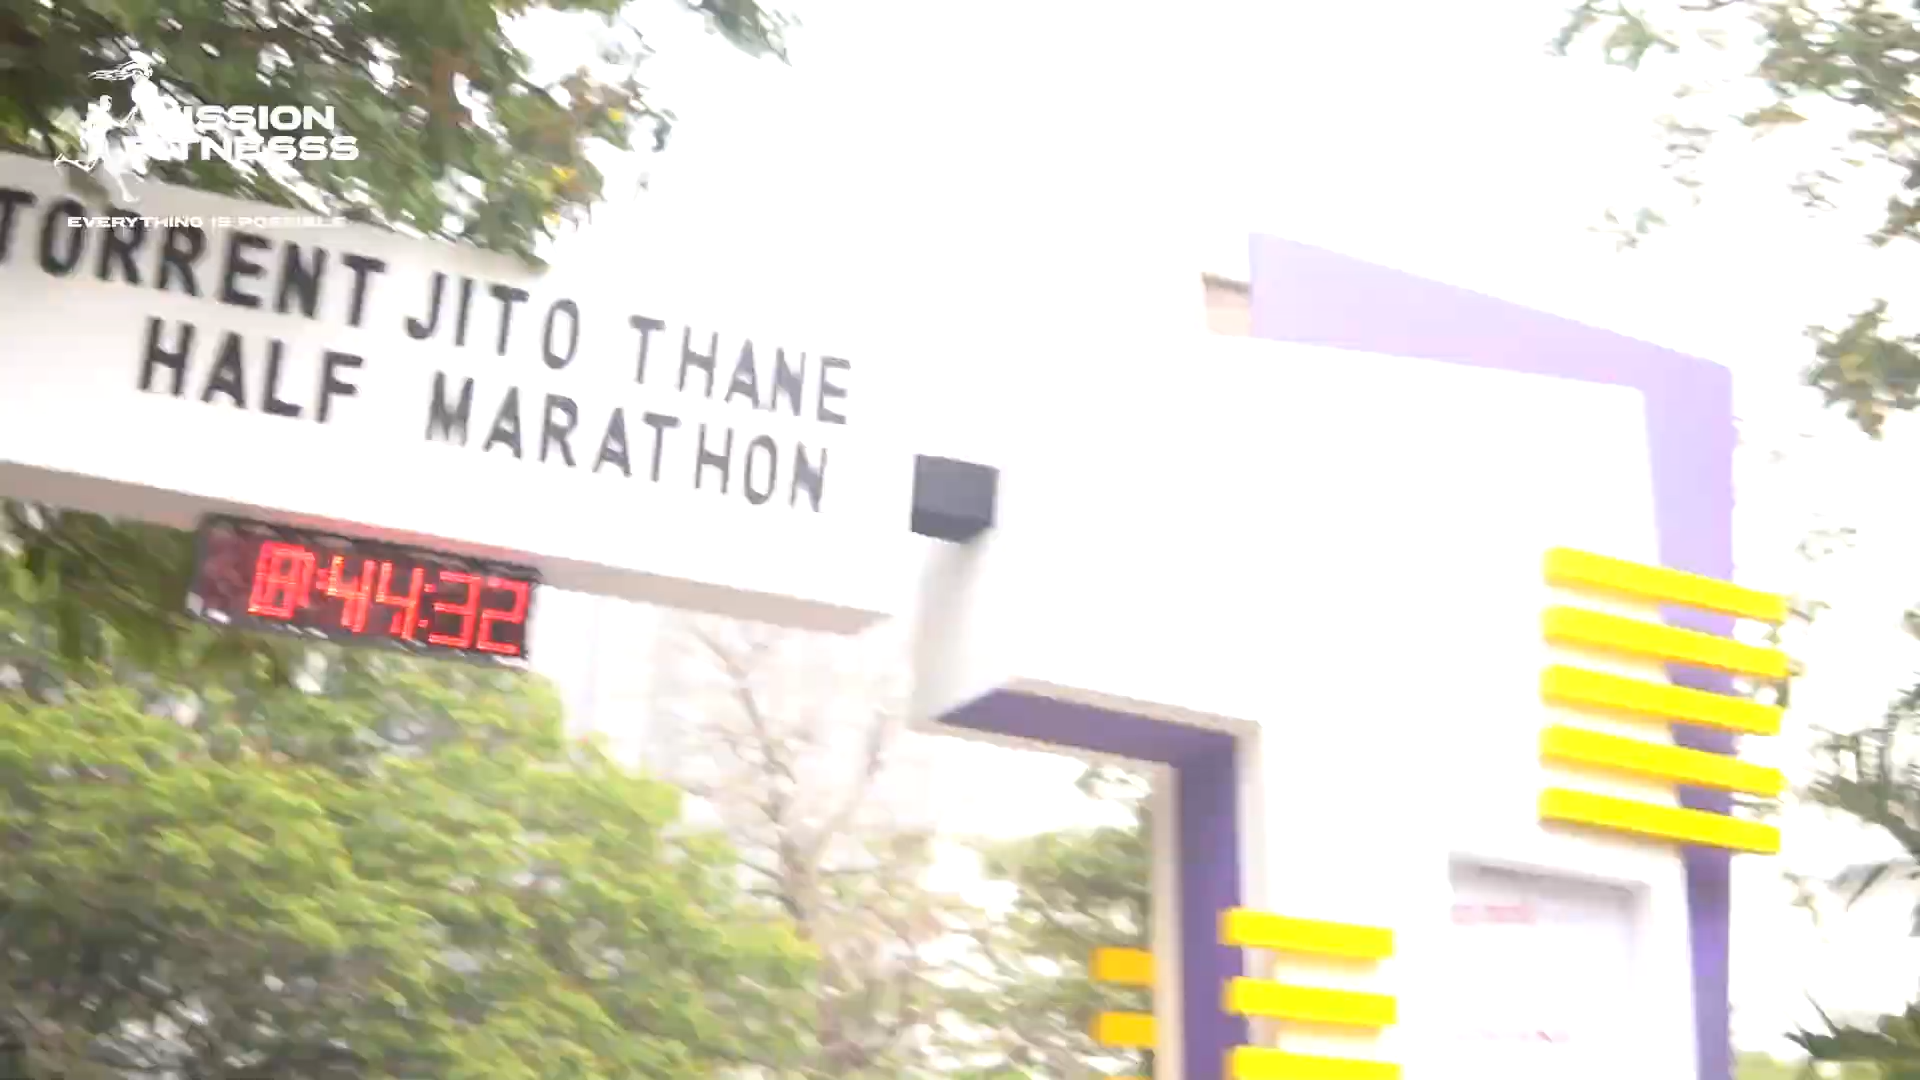 MISSION
FITNESSS
EVERYTHING IS POSSIBLE
TORRENT JITO THANE
HALF MARATHON
0:44:32